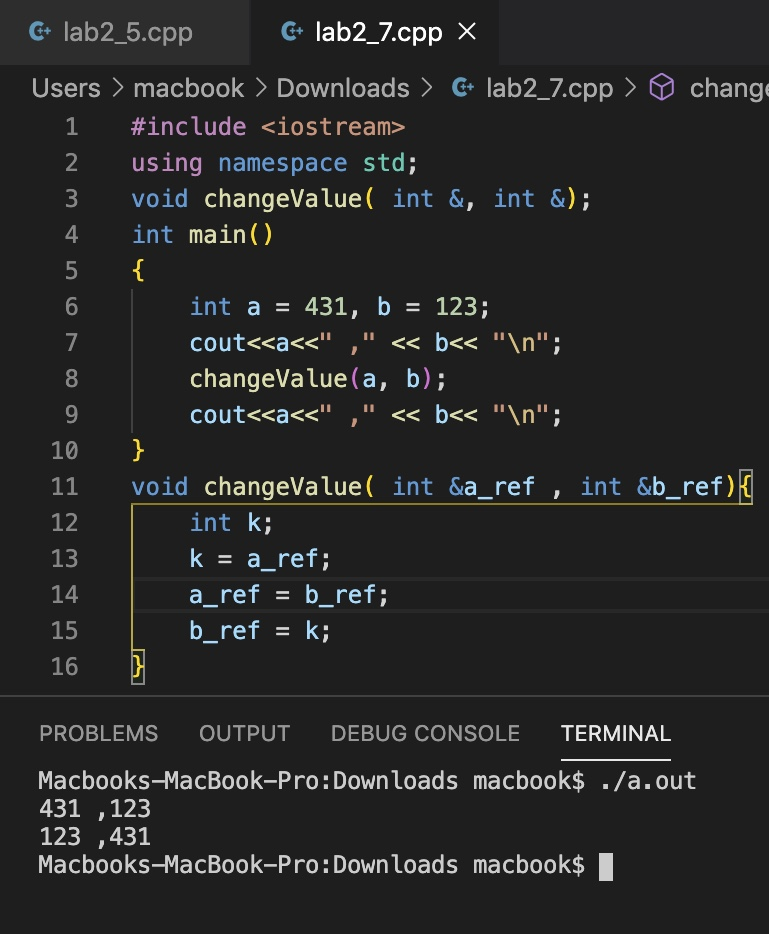 lab2_5.cpp lab2_7.cpp ×
Users > macbook > Downloads > lab2_7.cpp > change
1 #include <iostream>
2 using namespace std;
3 void changeValue( int &, int &);
4 int main()
5 {
6     int a = 431, b = 123;
7     cout<<a<<" ," << b<< "\n";
8     changeValue(a, b);
9     cout<<a<<" ," << b<< "\n";
10 }
11 void changeValue( int &a_ref , int &b_ref){
12     int k;
13     k = a_ref;
14     a_ref = b_ref;
15     b_ref = k;
16 }
PROBLEMS OUTPUT DEBUG CONSOLE TERMINAL
Macbooks-MacBook-Pro:Downloads macbook$ ./a.out
431 ,123
123 ,431
Macbooks-MacBook-Pro:Downloads macbook$